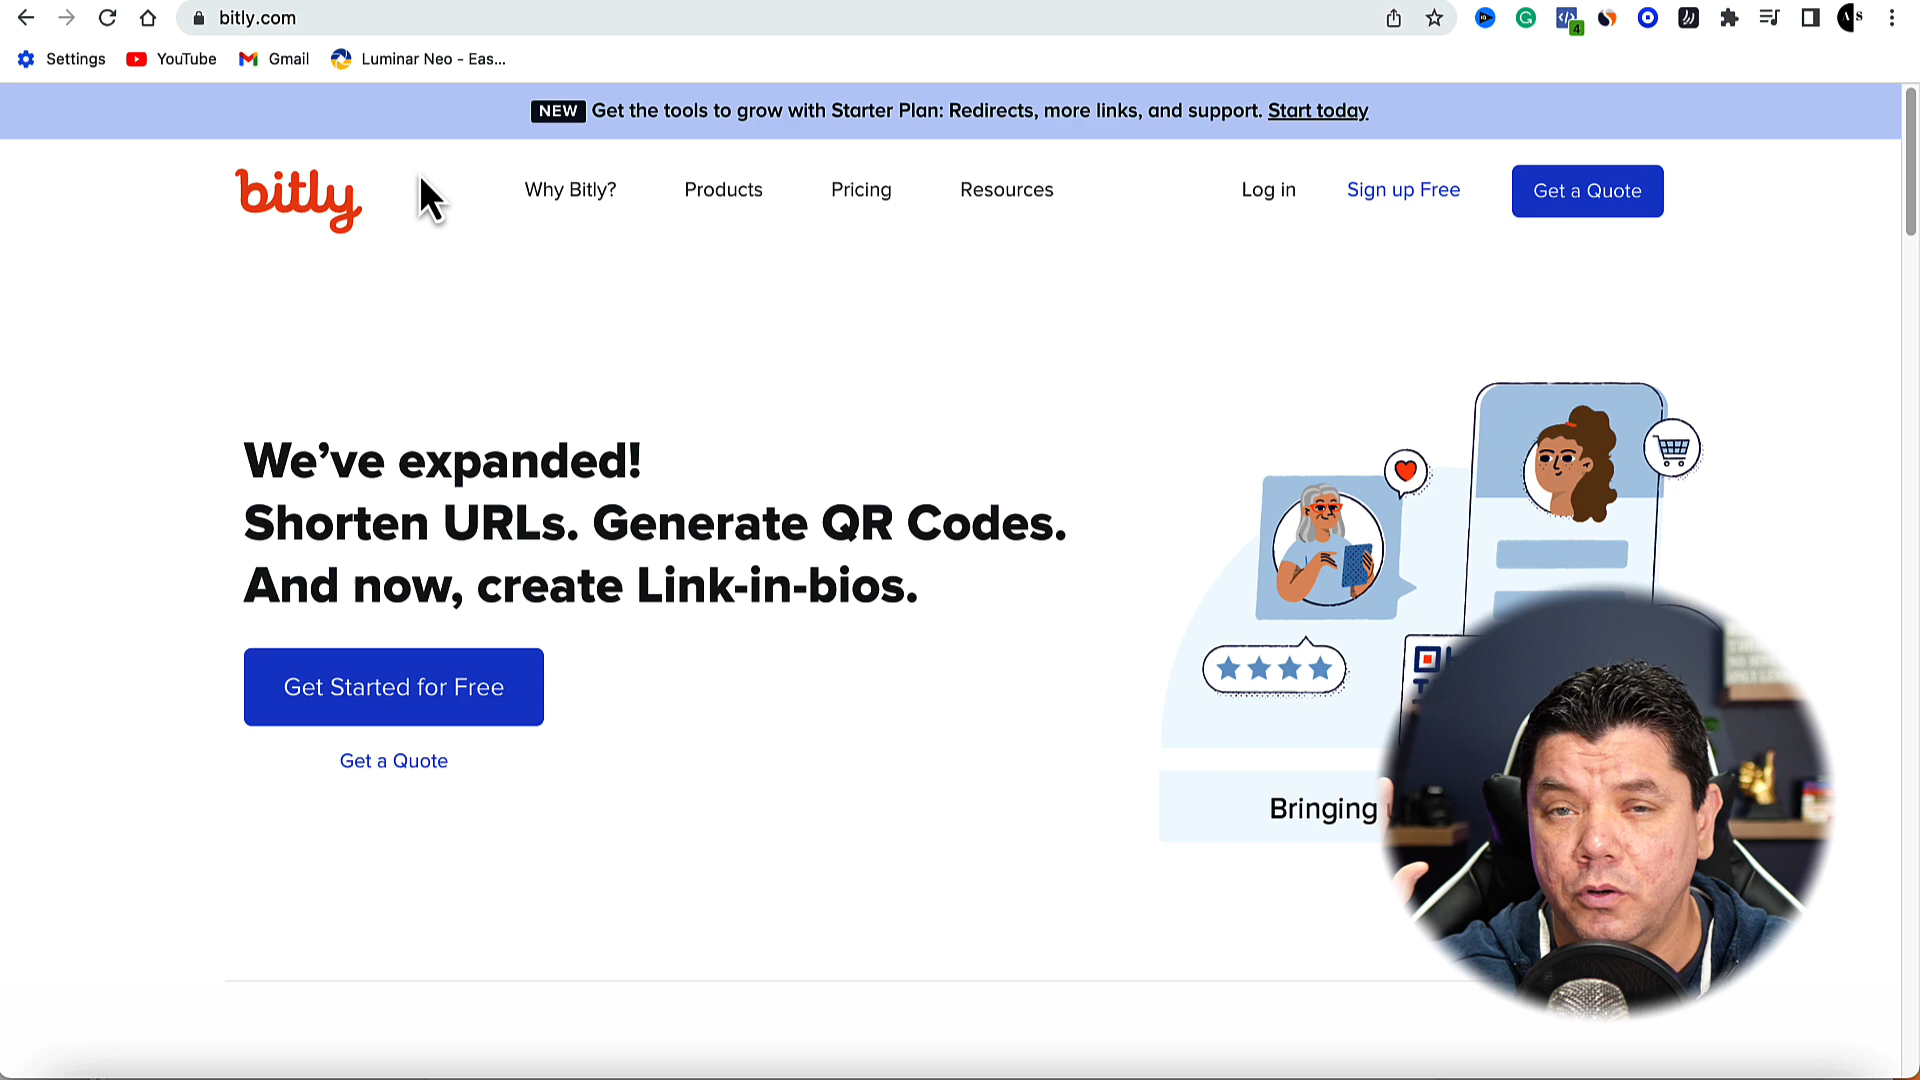 bitly.com
4
A s
Settings
YouTube
Gmail
Luminar Neo - Eas...
NEW Get the tools to grow with Starter Plan: Redirects, more links, and support. Start today
bitly
Why Bitly?
Products
Pricing
Resources
Log in
Sign up Free
Get a Quote
We’ve expanded!
Shorten URLs. Generate QR Codes.
And now, create Link-in-bios.
Get Started for Free
Get a Quote
Bringing